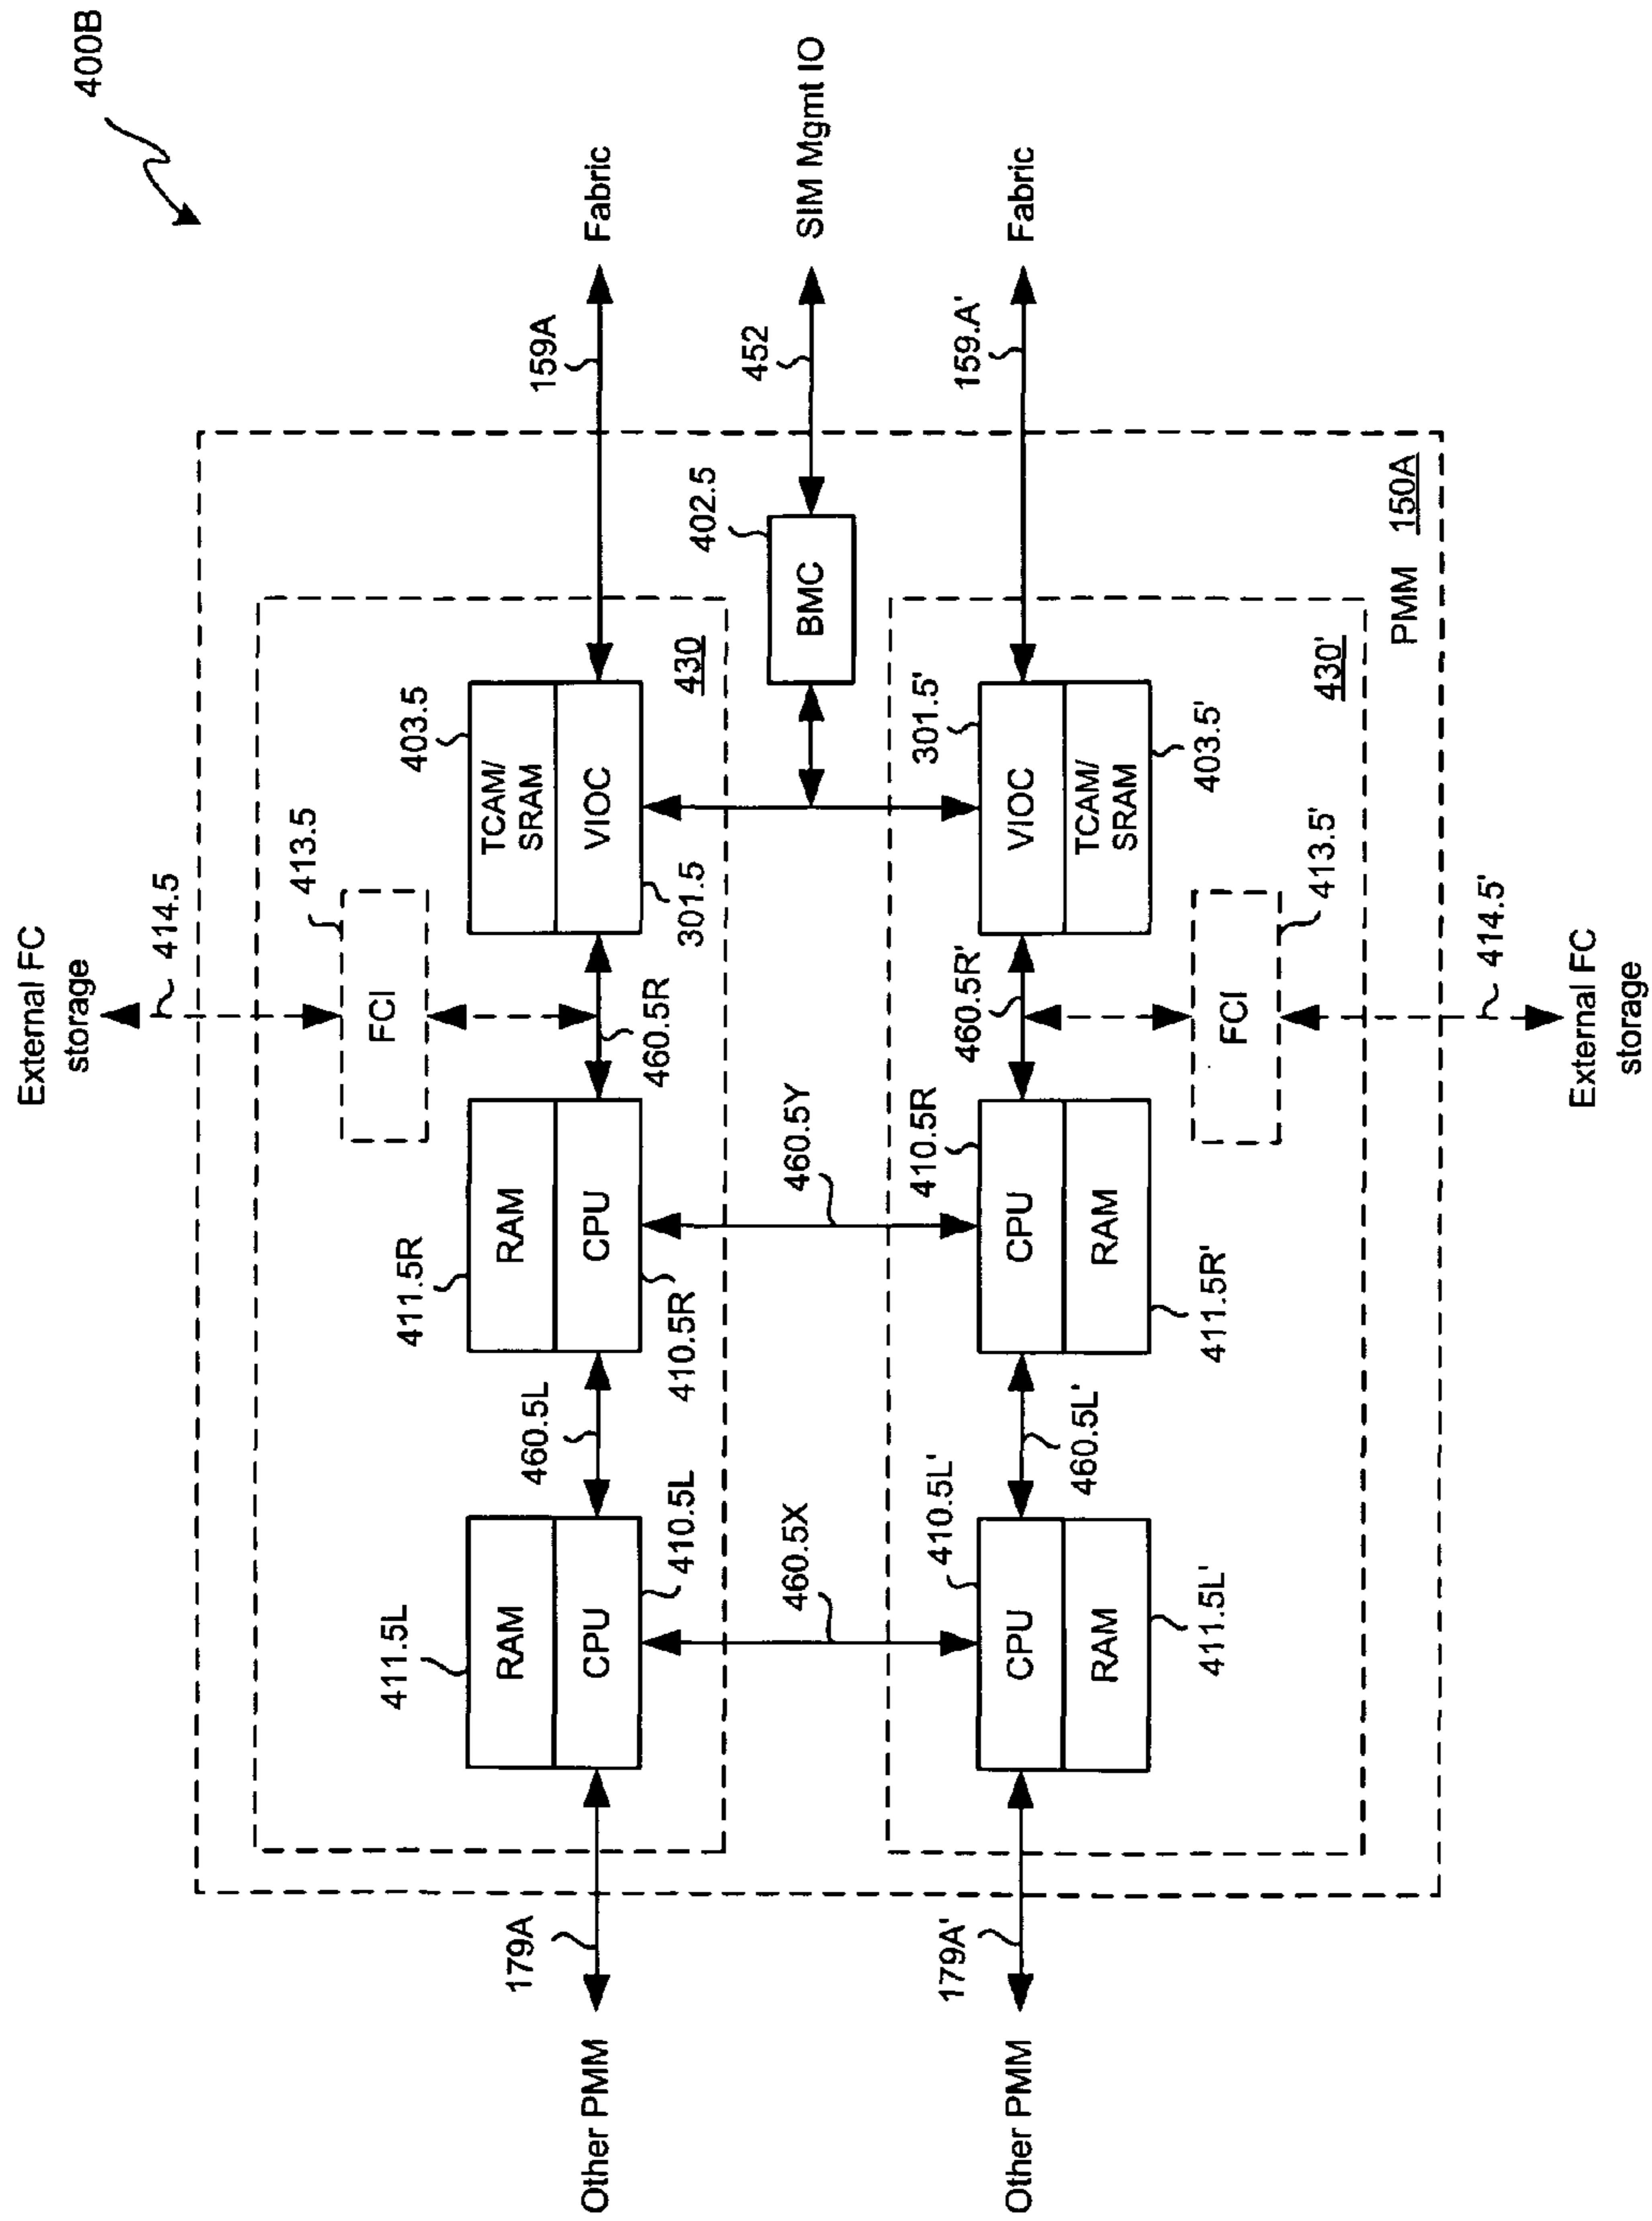 400B
External FC
storage
414.5
413.5
FCI
411.5L
RAM
CPU
410.5L
460.5L
411.5R
RAM
CPU
410.5R
460.5R
403.5
TCAM/
SRAM
VIOC
301.5
430
Other PMM
179A
159A
Fabric
460.5X
460.5Y
402.5
BMC
452
SIM Mgmt IO
Other PMM
179A'
410.5L'
CPU
RAM
411.5L'
460.5L'
410.5R
CPU
RAM
411.5R'
460.5R'
301.5'
VIOC
TCAM/
SRAM
403.5'
159.A'
Fabric
FCI
413.5'
430'
PMM 150A
414.5'
External FC
storage